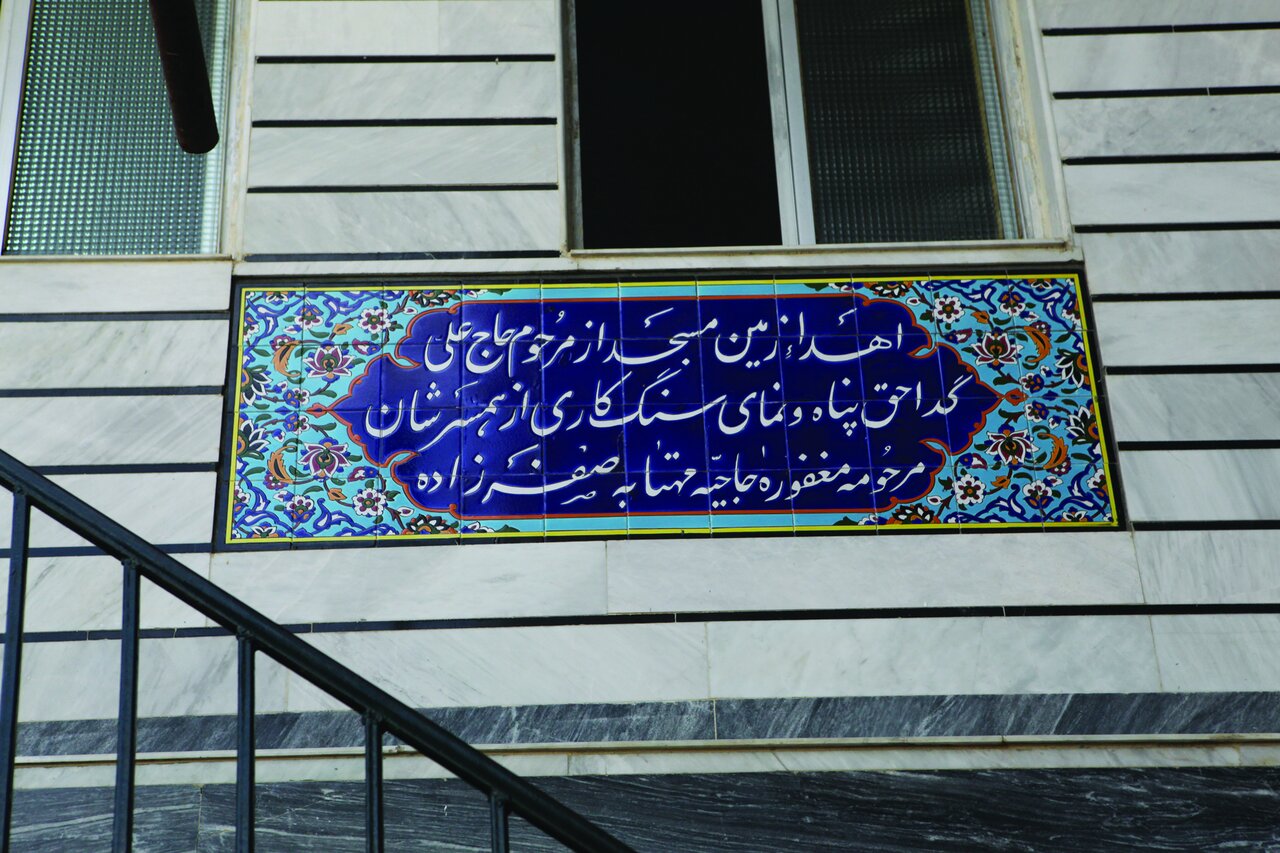 اهداء زمین مسجد از مرحوم حاج علی
گدا حق پناه و نمای سنگ کاری از همسرشان
مرحومه مغفوره حاجیّه مهتابه صفرزاده